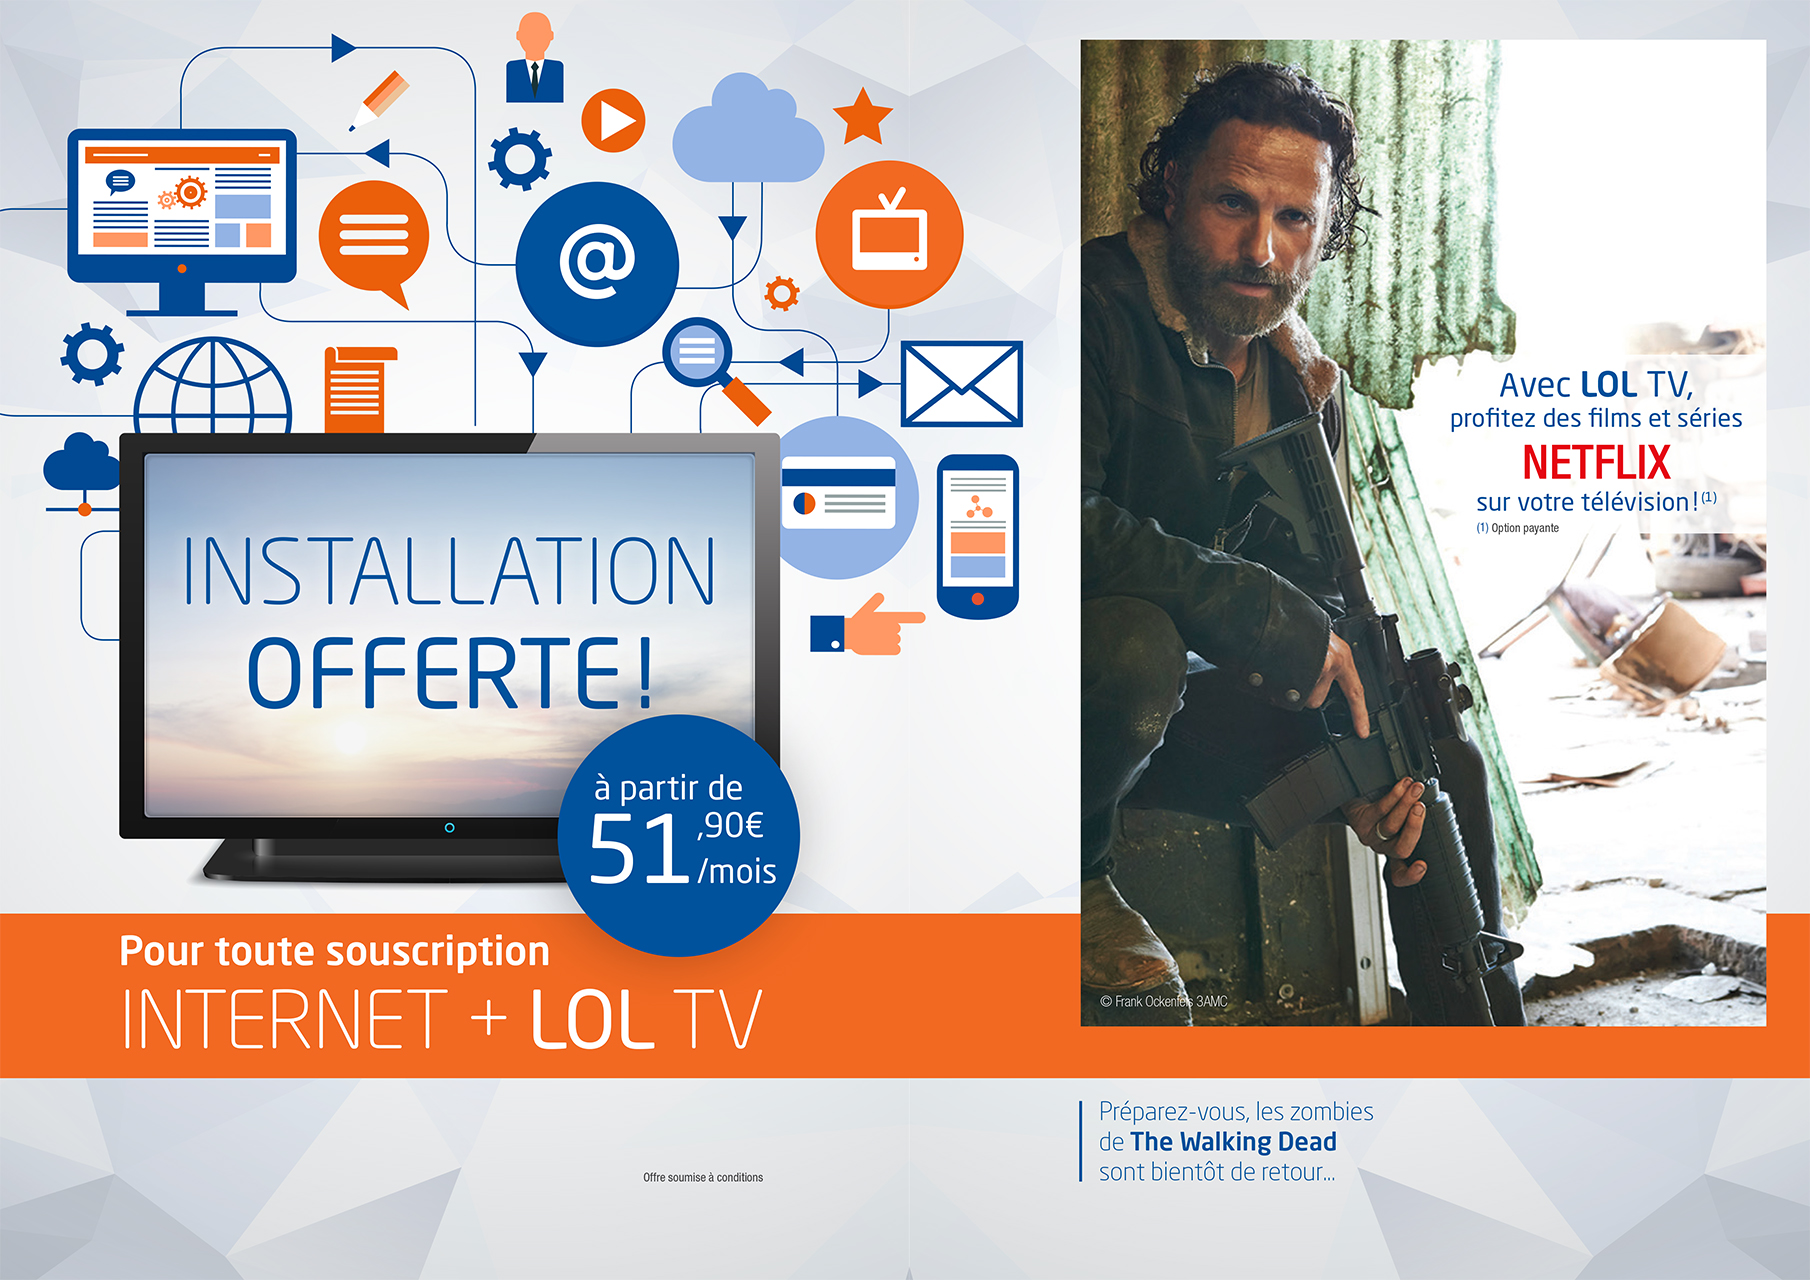 INSTALLATION
OFFERTE!
à partir de
51,90€
/mois
Pour toute souscription
INTERNET + LOL TV
Offre soumise à conditions
Avec LOL TV,
profitez des films et séries
NETFLIX
sur votre télévision!(1)
(1) Option payante
© Frank Ockenfels 3AMC
Préparez-vous, les zombies
de The Walking Dead
sont bientôt de retour...
@